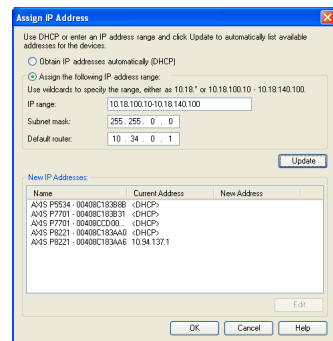 Assign IP Address
Use DHCP or enter an IP address range and click Update to automatically list available
addresses for the devices.
Obtain IP addresses automatically (DHCP)
Assign the following IP address range:
Use wildcards to specify the range, either as 10.18.* or 10.18.100.10 - 10.18.140.100.
IP range: 10.18.100.10-10.18.140.100
Subnet mask: 255 . 255 . 0 . 0
Default router: 10 . 34 . 0 . 1
Update
New IP Addresses:
Name Current Address New Address
AXIS P5534 - 00408C183B8B <DHCP>
AXIS P7701 - 00408C183B31 <DHCP>
AXIS P7701 - 00408CCD00... <DHCP>
AXIS P8221 - 00408C183AA0 <DHCP>
AXIS P8221 - 00408C183AA6 10.94.137.1
Edit
OK Cancel Help